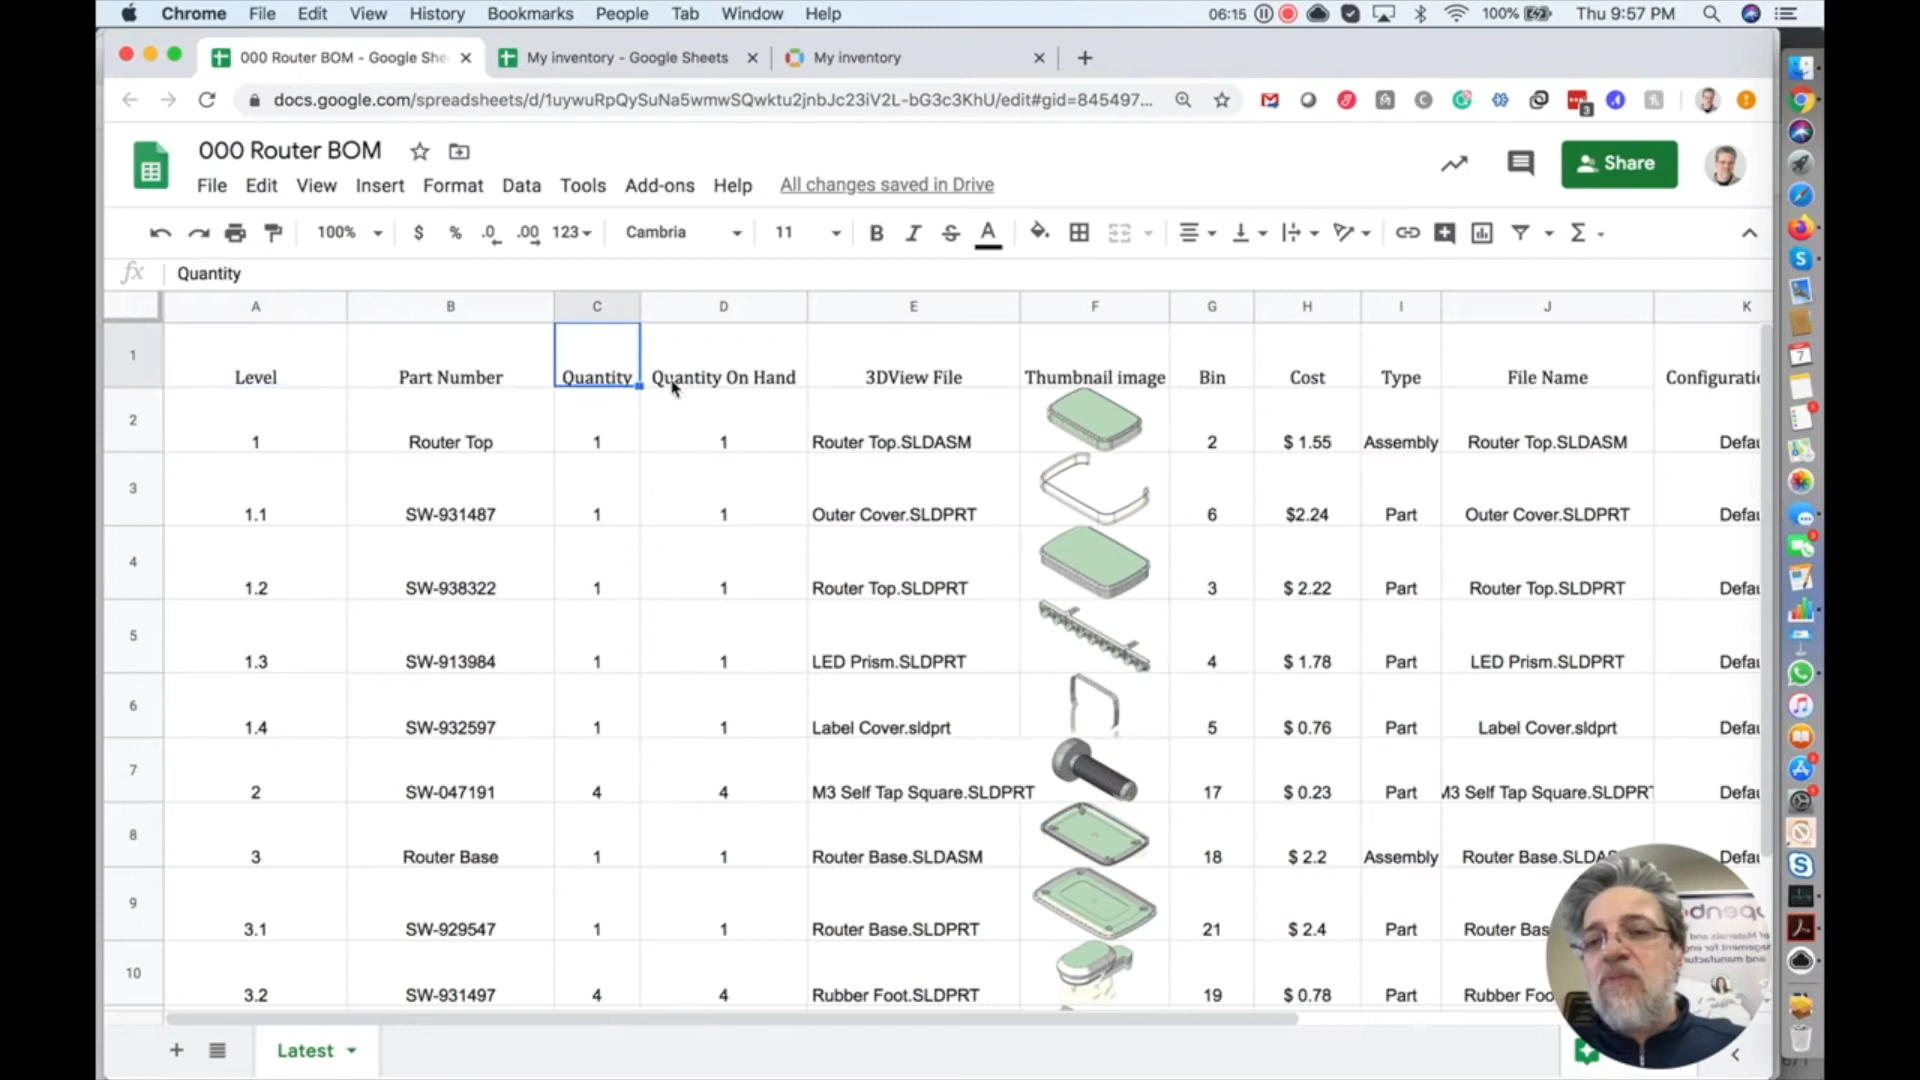 Chrome File Edit View History Bookmarks People Tab Window Help 06:15 100% Thu 9:57 PM
000 Router BOM - Google She My inventory - Google Sheets My inventory
docs.google.com/spreadsheets/d/1uywuRpQySuNa5wmwSQwktu2jnbJc23iV2L-bG3c3KhU/edit#gid=845497...
3
000 Router BOM
Share
File Edit View Insert Format Data Tools Add-ons Help All changes saved in Drive
100% $ % .0 .00 123 Cambria 11 B I S A
fx Quantity
A B C D E F G H I J K
1 Level Part Number Quantity Quantity On Hand 3DView File Thumbnail image Bin Cost Type File Name Configuratio
2 1 Router Top 1 1 Router Top.SLDASM 2 $ 1.55 Assembly Router Top.SLDASM Defau
3 1.1 SW-931487 1 1 Outer Cover.SLDPRT 6 $2.24 Part Outer Cover.SLDPRT Defau
4 1.2 SW-938322 1 1 Router Top.SLDPRT 3 $ 2.22 Part Router Top.SLDPRT Defau
5 1.3 SW-913984 1 1 LED Prism.SLDPRT 4 $ 1.78 Part LED Prism.SLDPRT Defau
6 1.4 SW-932597 1 1 Label Cover.sldprt 5 $ 0.76 Part Label Cover.sldprt Defau
7 2 SW-047191 4 4 M3 Self Tap Square.SLDPRT 17 $ 0.23 Part M3 Self Tap Square.SLDPRT Defau
8 3 Router Base 1 1 Router Base.SLDASM 18 $ 2.2 Assembly Router Base.SLDA Defau
9 3.1 SW-929547 1 1 Router Base.SLDPRT 21 $ 2.4 Part Router Bas
10 3.2 SW-931497 4 4 Rubber Foot.SLDPRT 19 $ 0.78 Part Rubber Foo
Latest